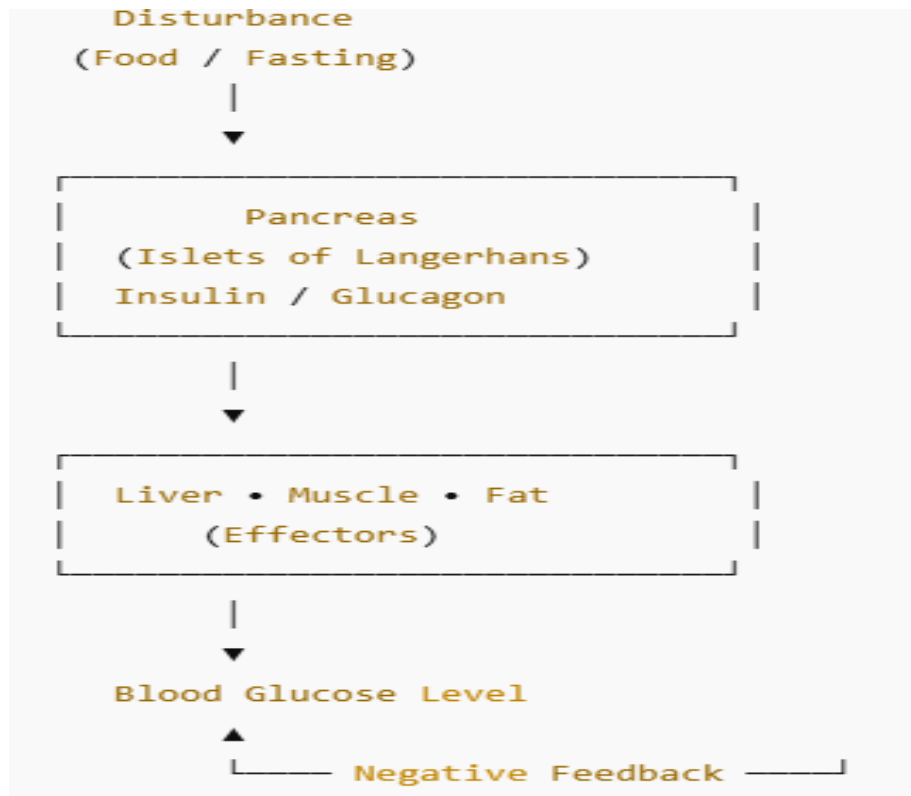 Disturbance
(Food / Fasting)
Pancreas
(Islets of Langerhans)
Insulin / Glucagon
Liver • Muscle • Fat
(Effectors)
Blood Glucose Level
Negative Feedback